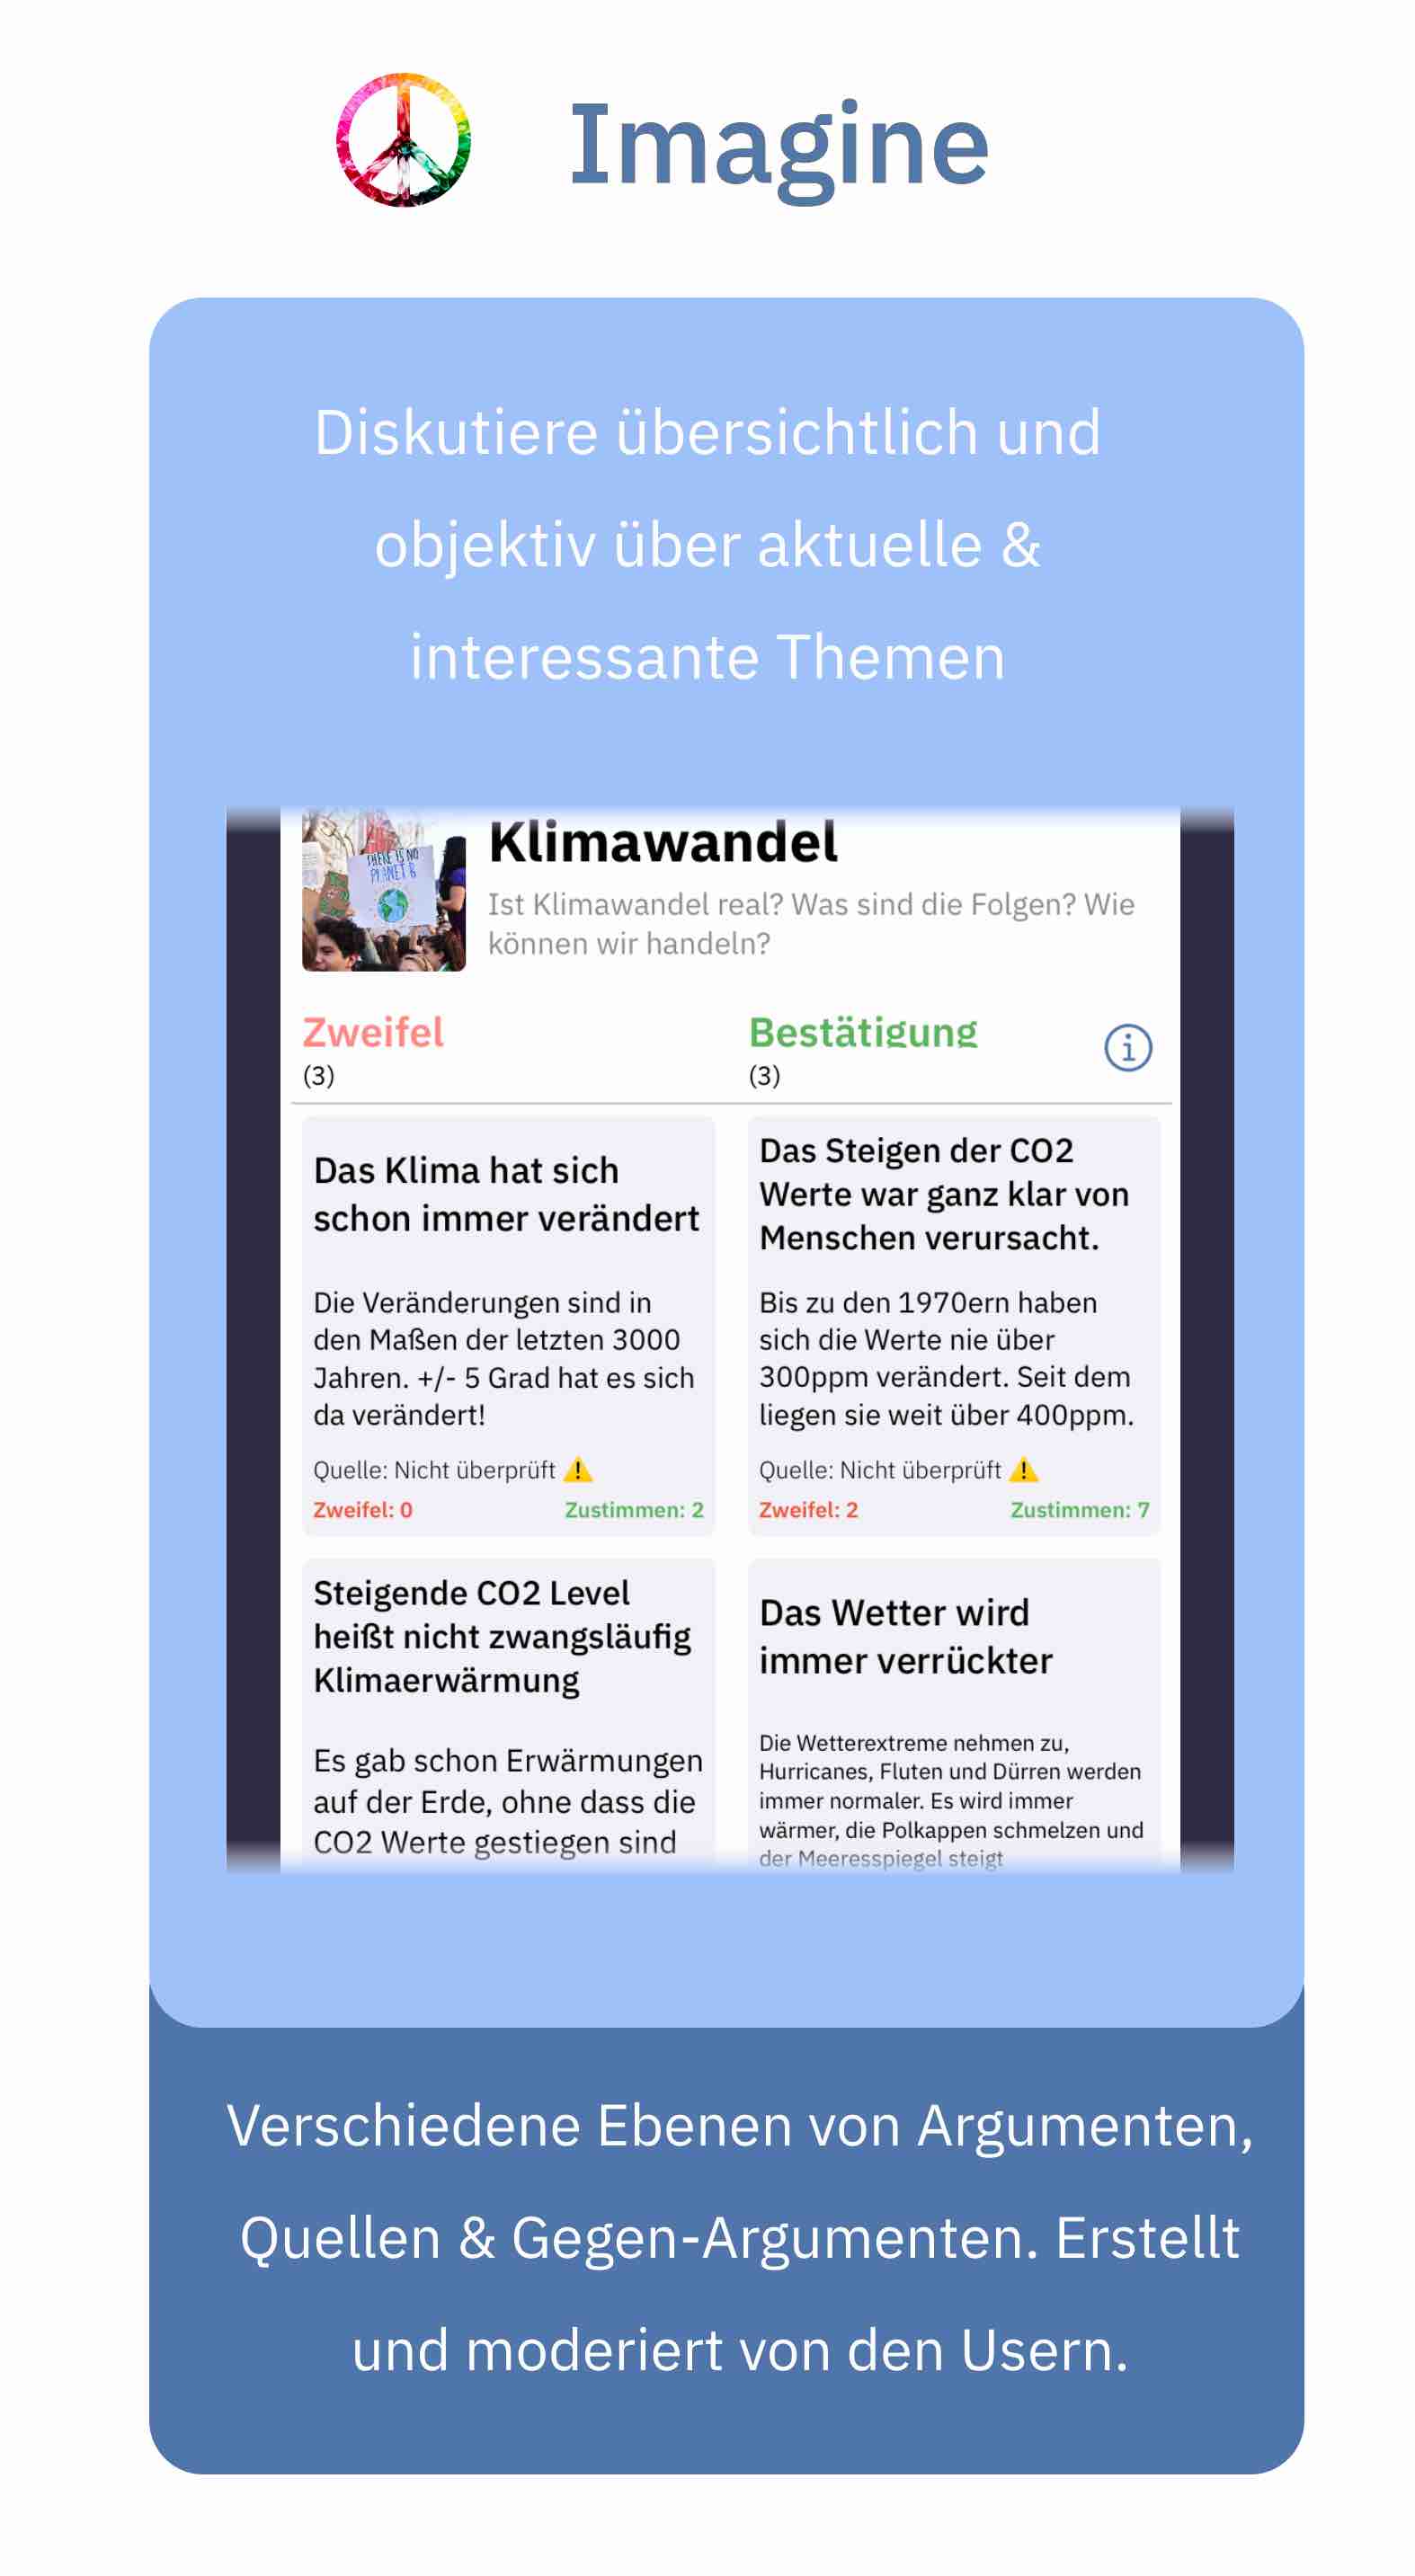 Imagine
Diskutiere übersichtlich und
objektiv über aktuelle &
interessante Themen
THERE IS NO
PLANET B
Klimawandel
Ist Klimawandel real? Was sind die Folgen? Wie
können wir handeln?
Zweifel
(3)
Bestätigung
(3)
Das Klima hat sich
schon immer verändert
Die Veränderungen sind in
den Maßen der letzten 3000
Jahren. +/- 5 Grad hat es sich
da verändert!
Quelle: Nicht überprüft ⚠️
Zweifel: 0 Zustimmen: 2
Das Steigen der CO2
Werte war ganz klar von
Menschen verursacht.
Bis zu den 1970ern haben
sich die Werte nie über
300ppm verändert. Seit dem
liegen sie weit über 400ppm.
Quelle: Nicht überprüft ⚠️
Zweifel: 2 Zustimmen: 7
Steigende CO2 Level
heißt nicht zwangsläufig
Klimaerwärmung
Es gab schon Erwärmungen
auf der Erde, ohne dass die
CO2 Werte gestiegen sind
Das Wetter wird
immer verrückter
Die Wetterextreme nehmen zu,
Hurricanes, Fluten und Dürren werden
immer normaler. Es wird immer
wärmer, die Polkappen schmelzen und
der Meeresspiegel steigt
Verschiedene Ebenen von Argumenten,
Quellen & Gegen-Argumenten. Erstellt
und moderiert von den Usern.